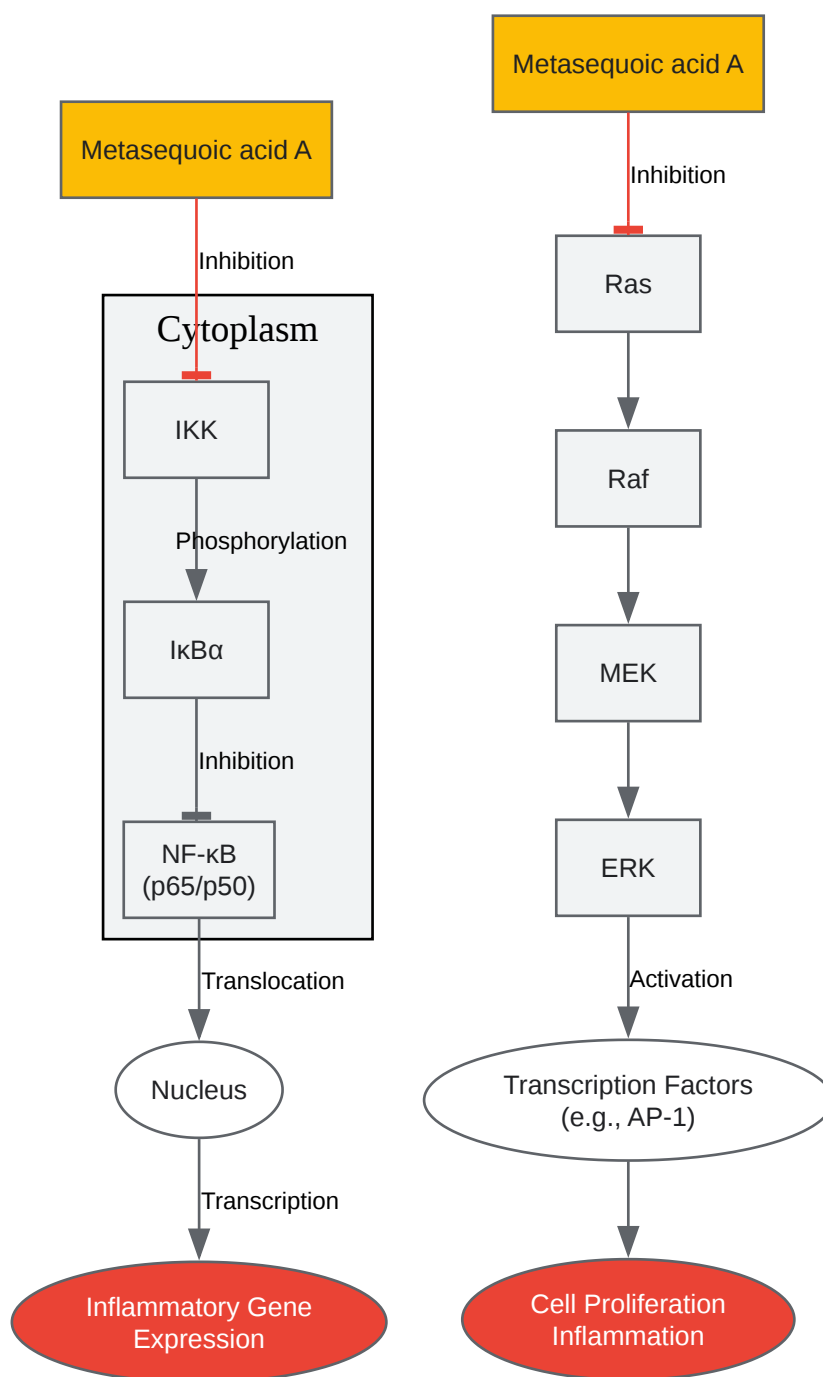 Metasequoic acid A
Inhibition
Cytoplasm
IKK
Phosphorylation
IκBα
Inhibition
NF-κB
(p65/p50)
Translocation
Nucleus
Transcription
Inflammatory Gene
Expression
Metasequoic acid A
Inhibition
Ras
Raf
MEK
ERK
Activation
Transcription Factors
(e.g., AP-1)
Cell Proliferation
Inflammation